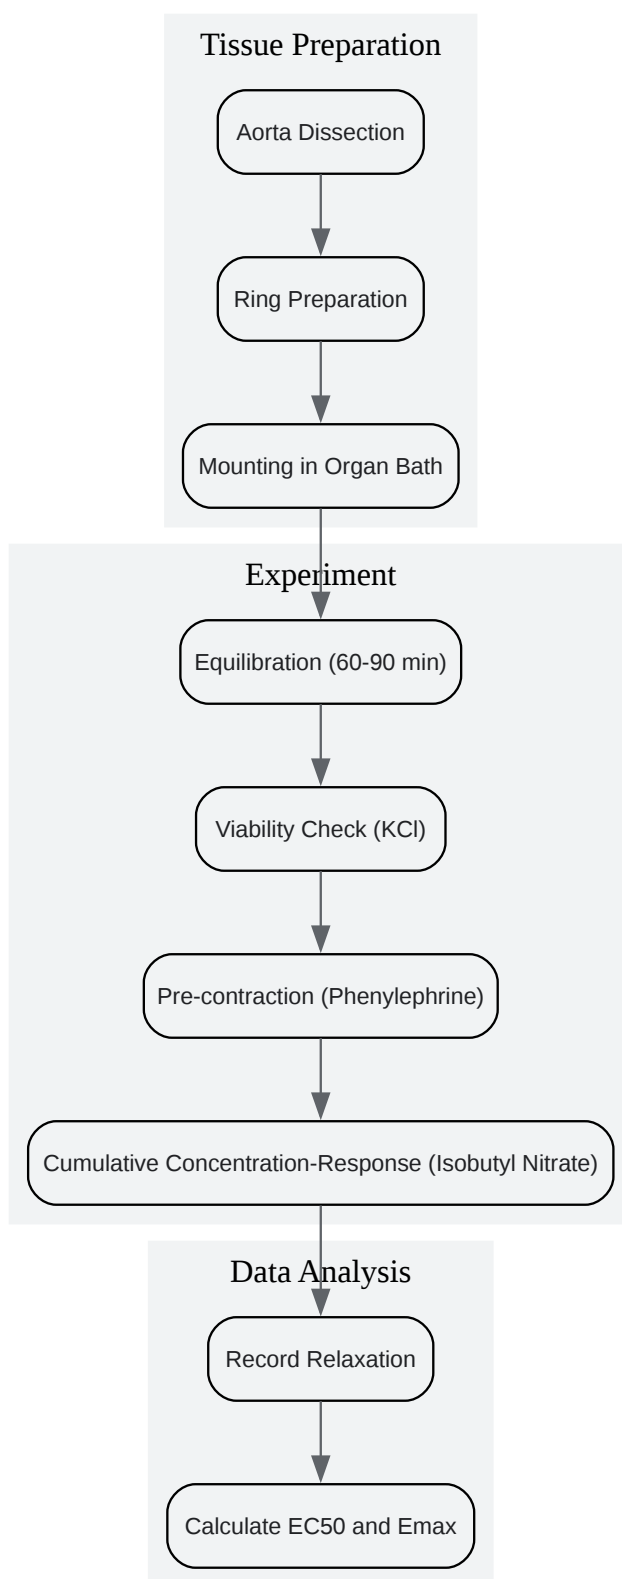 Tissue Preparation
Aorta Dissection
Ring Preparation
Mounting in Organ Bath
Experiment
Equilibration (60-90 min)
Viability Check (KCl)
Pre-contraction (Phenylephrine)
Cumulative Concentration-Response (Isobutyl Nitrate)
Data Analysis
Record Relaxation
Calculate EC50 and Emax